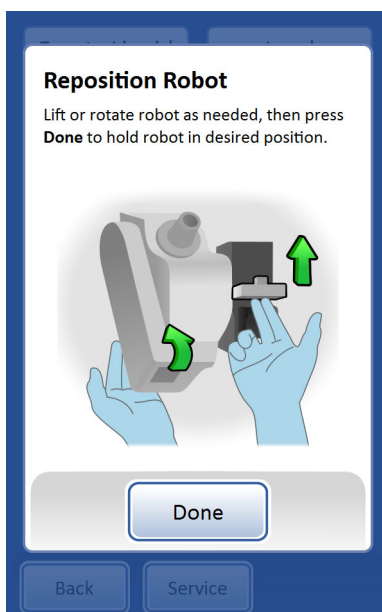 Reposition Robot
Lift or rotate robot as needed, then press
Done to hold robot in desired position.
Done
Back
Service